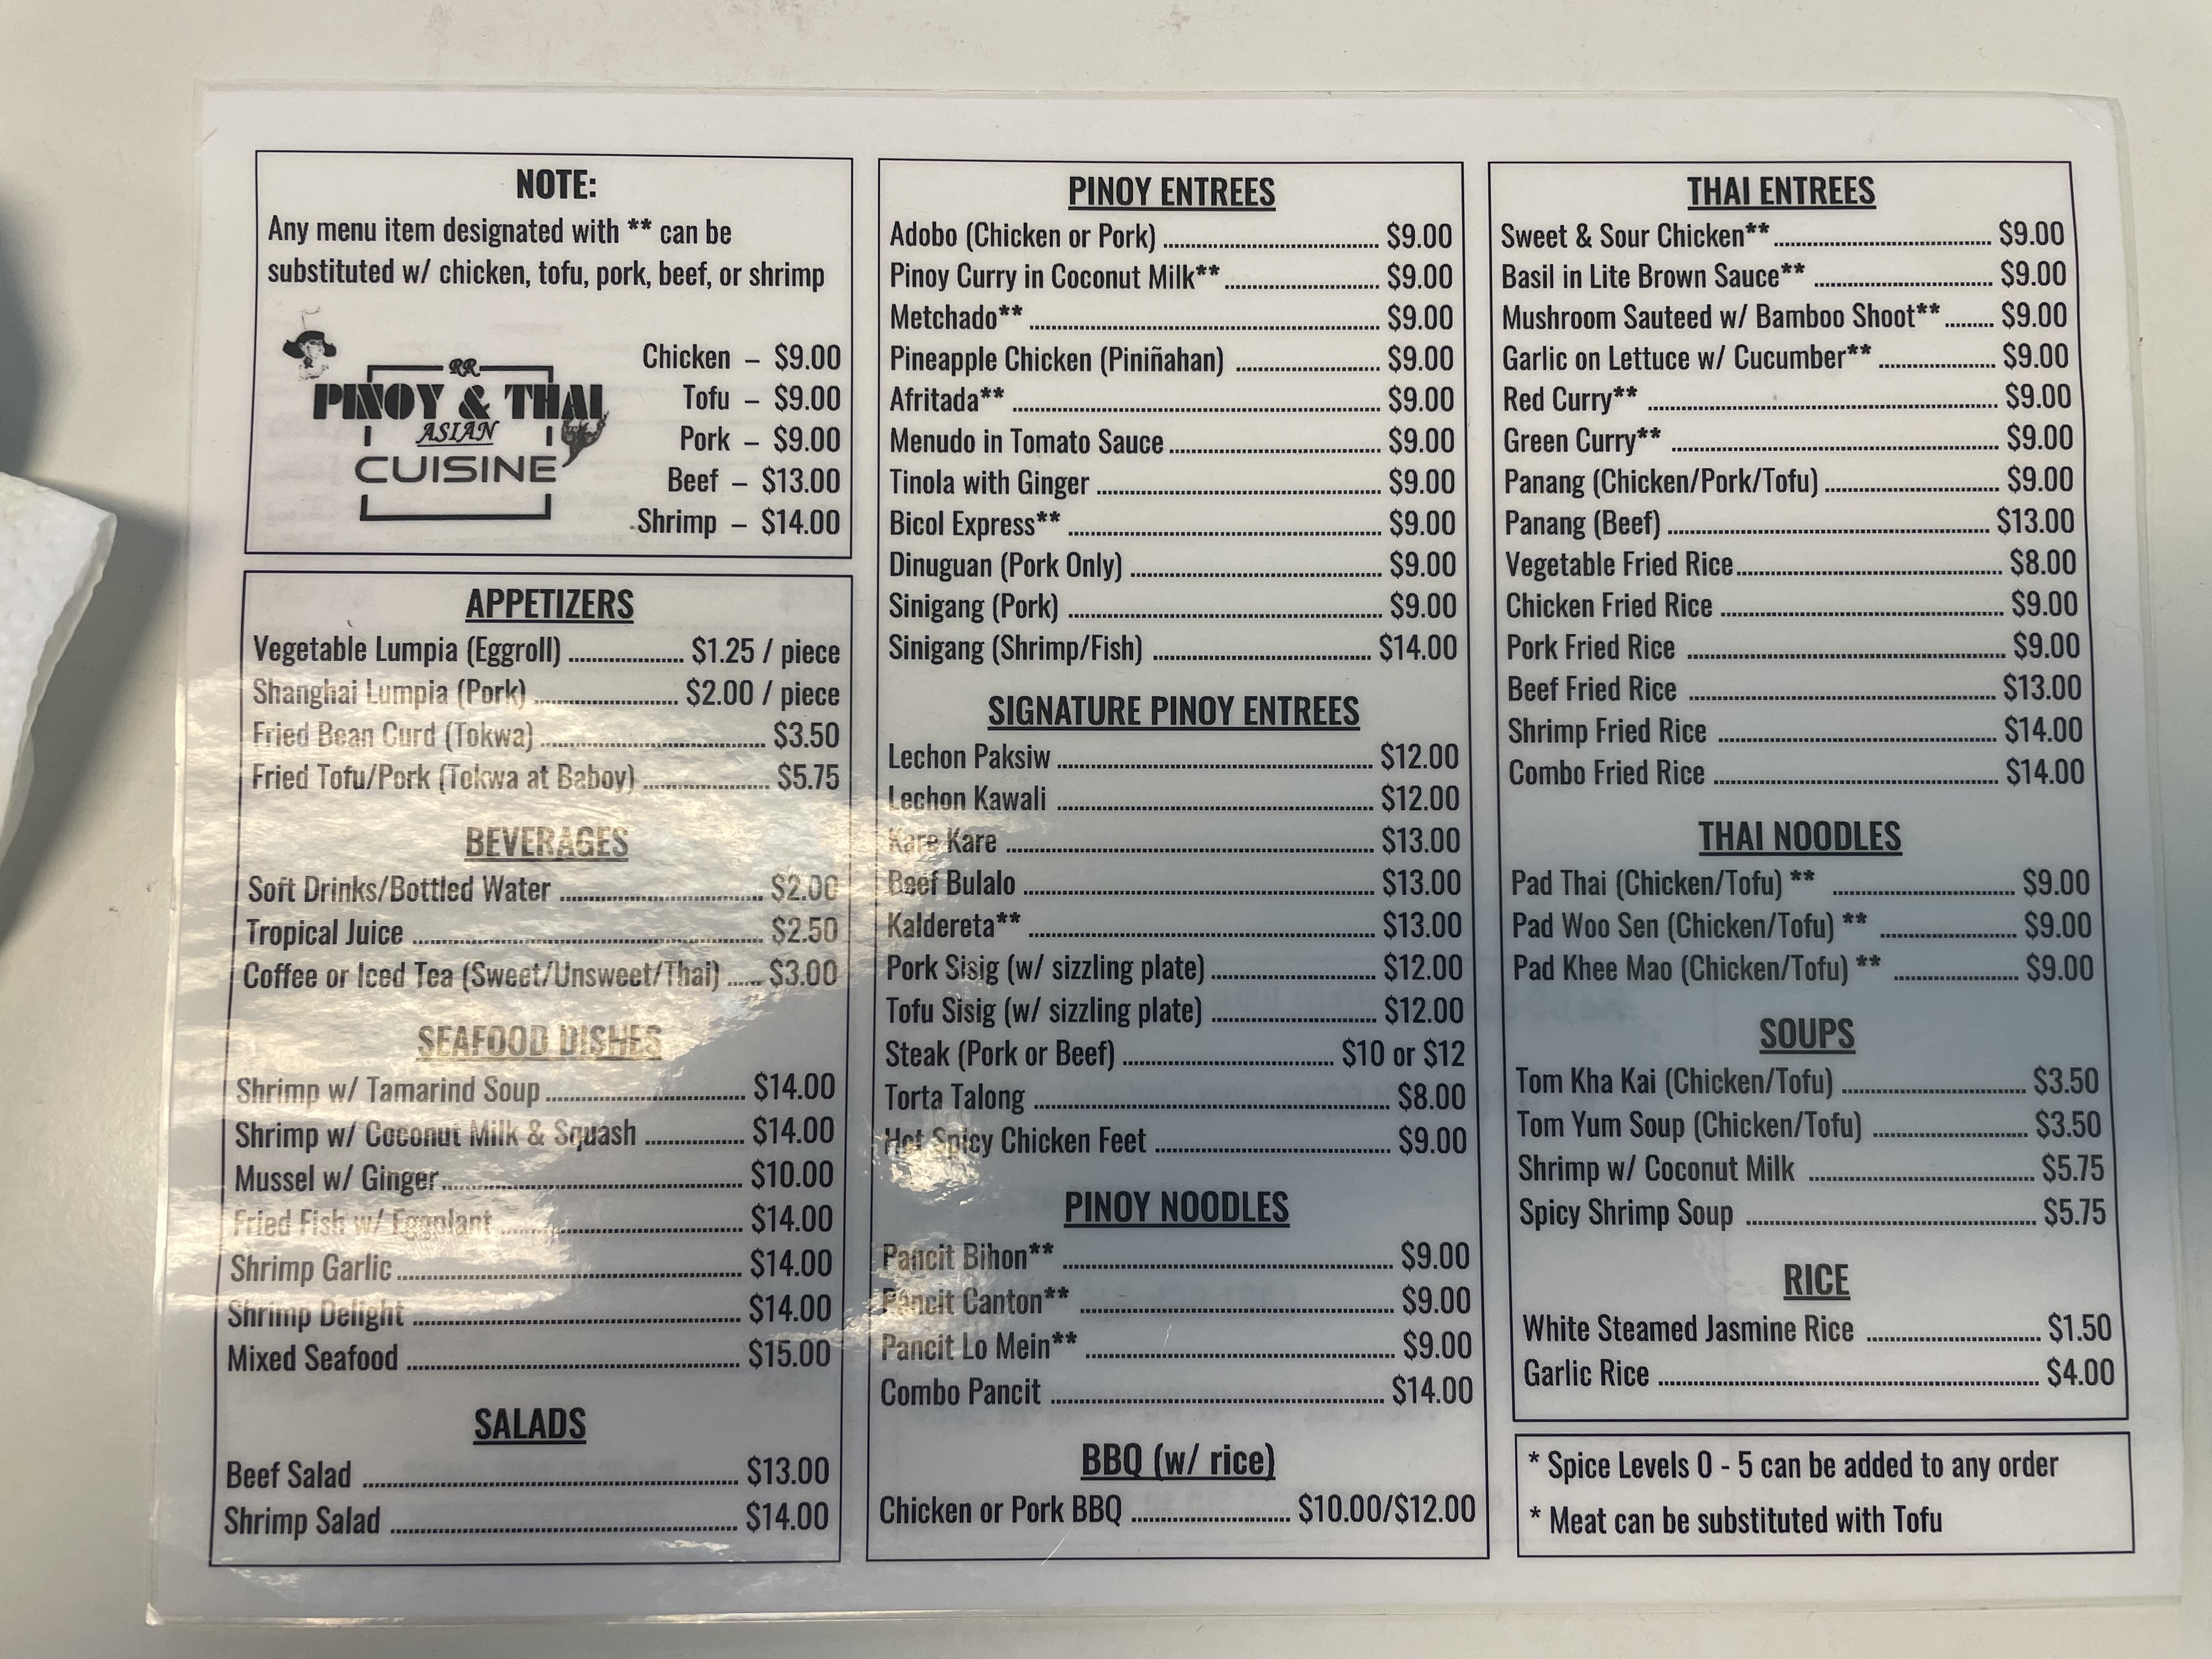 NOTE:
Any menu item designated with ** can be
substituted w/ chicken, tofu, pork, beef, or shrimp
RR
PINOY & THAI
ASIAN
CUISINE
Chicken – $9.00
Tofu – $9.00
Pork – $9.00
Beef – $13.00
Shrimp – $14.00
APPETIZERS
Vegetable Lumpia (Eggroll) ........ $1.25 / piece
Shanghai Lumpia (Pork) ........ $2.00 / piece
Fried Bean Curd (Tokwa) ........ $3.50
Fried Tofu/Pork (Tokwa at Baboy) ........ $5.75
BEVERAGES
Soft Drinks/Bottled Water ........ $2.00
Tropical Juice ........ $2.50
Coffee or Iced Tea (Sweet/Unsweet/Thai) ...... $3.00
SEAFOOD DISHES
Shrimp w/ Tamarind Soup ........ $14.00
Shrimp w/ Coconut Milk & Squash ........ $14.00
Mussel w/ Ginger ........ $10.00
Fried Fish w/ Eggplant ........ $14.00
Shrimp Garlic ........ $14.00
Shrimp Delight ........ $14.00
Mixed Seafood ........ $15.00
SALADS
Beef Salad ........ $13.00
Shrimp Salad ........ $14.00
PINOY ENTREES
Adobo (Chicken or Pork) ........ $9.00
Pinoy Curry in Coconut Milk** ........ $9.00
Metchado** ........ $9.00
Pineapple Chicken (Piniñahan) ........ $9.00
Afritada** ........ $9.00
Menudo in Tomato Sauce ........ $9.00
Tinola with Ginger ........ $9.00
Bicol Express** ........ $9.00
Dinuguan (Pork Only) ........ $9.00
Sinigang (Pork) ........ $9.00
Sinigang (Shrimp/Fish) ........ $14.00
SIGNATURE PINOY ENTREES
Lechon Paksiw ........ $12.00
Lechon Kawali ........ $12.00
Kare Kare ........ $13.00
Beef Bulalo ........ $13.00
Kaldereta** ........ $13.00
Pork Sisig (w/ sizzling plate) ........ $12.00
Tofu Sisig (w/ sizzling plate) ........ $12.00
Steak (Pork or Beef) ........ $10 or $12
Torta Talong ........ $8.00
Hot Spicy Chicken Feet ........ $9.00
PINOY NOODLES
Pancit Bihon** ........ $9.00
Pancit Canton** ........ $9.00
Pancit Lo Mein** ........ $9.00
Combo Pancit ........ $14.00
BBQ (w/ rice)
Chicken or Pork BBQ ........ $10.00/$12.00
THAI ENTREES
Sweet & Sour Chicken** ........ $9.00
Basil in Lite Brown Sauce** ........ $9.00
Mushroom Sauteed w/ Bamboo Shoot** ........ $9.00
Garlic on Lettuce w/ Cucumber** ........ $9.00
Red Curry** ........ $9.00
Green Curry** ........ $9.00
Panang (Chicken/Pork/Tofu) ........ $9.00
Panang (Beef) ........ $13.00
Vegetable Fried Rice ........ $8.00
Chicken Fried Rice ........ $9.00
Pork Fried Rice ........ $9.00
Beef Fried Rice ........ $13.00
Shrimp Fried Rice ........ $14.00
Combo Fried Rice ........ $14.00
THAI NOODLES
Pad Thai (Chicken/Tofu) ** ........ $9.00
Pad Woo Sen (Chicken/Tofu) ** ........ $9.00
Pad Khee Mao (Chicken/Tofu) ** ........ $9.00
SOUPS
Tom Kha Kai (Chicken/Tofu) ........ $3.50
Tom Yum Soup (Chicken/Tofu) ........ $3.50
Shrimp w/ Coconut Milk ........ $5.75
Spicy Shrimp Soup ........ $5.75
RICE
White Steamed Jasmine Rice ........ $1.50
Garlic Rice ........ $4.00
* Spice Levels 0 - 5 can be added to any order
* Meat can be substituted with Tofu